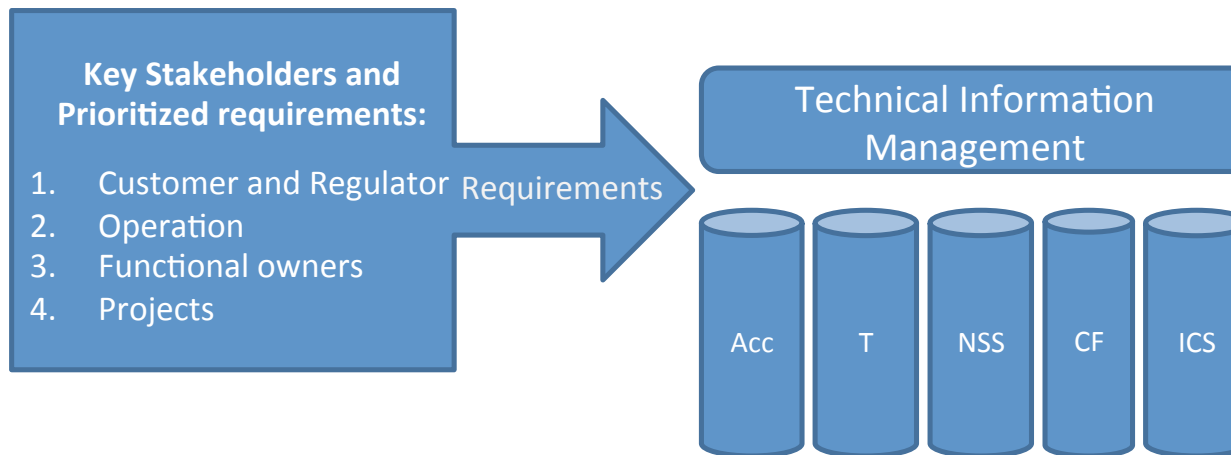 Key Stakeholders and
Prioritized requirements:
1. Customer and Regulator
2. Operation
3. Functional owners
4. Projects
Requirements
Technical Information
Management
Acc
T
NSS
CF
ICS